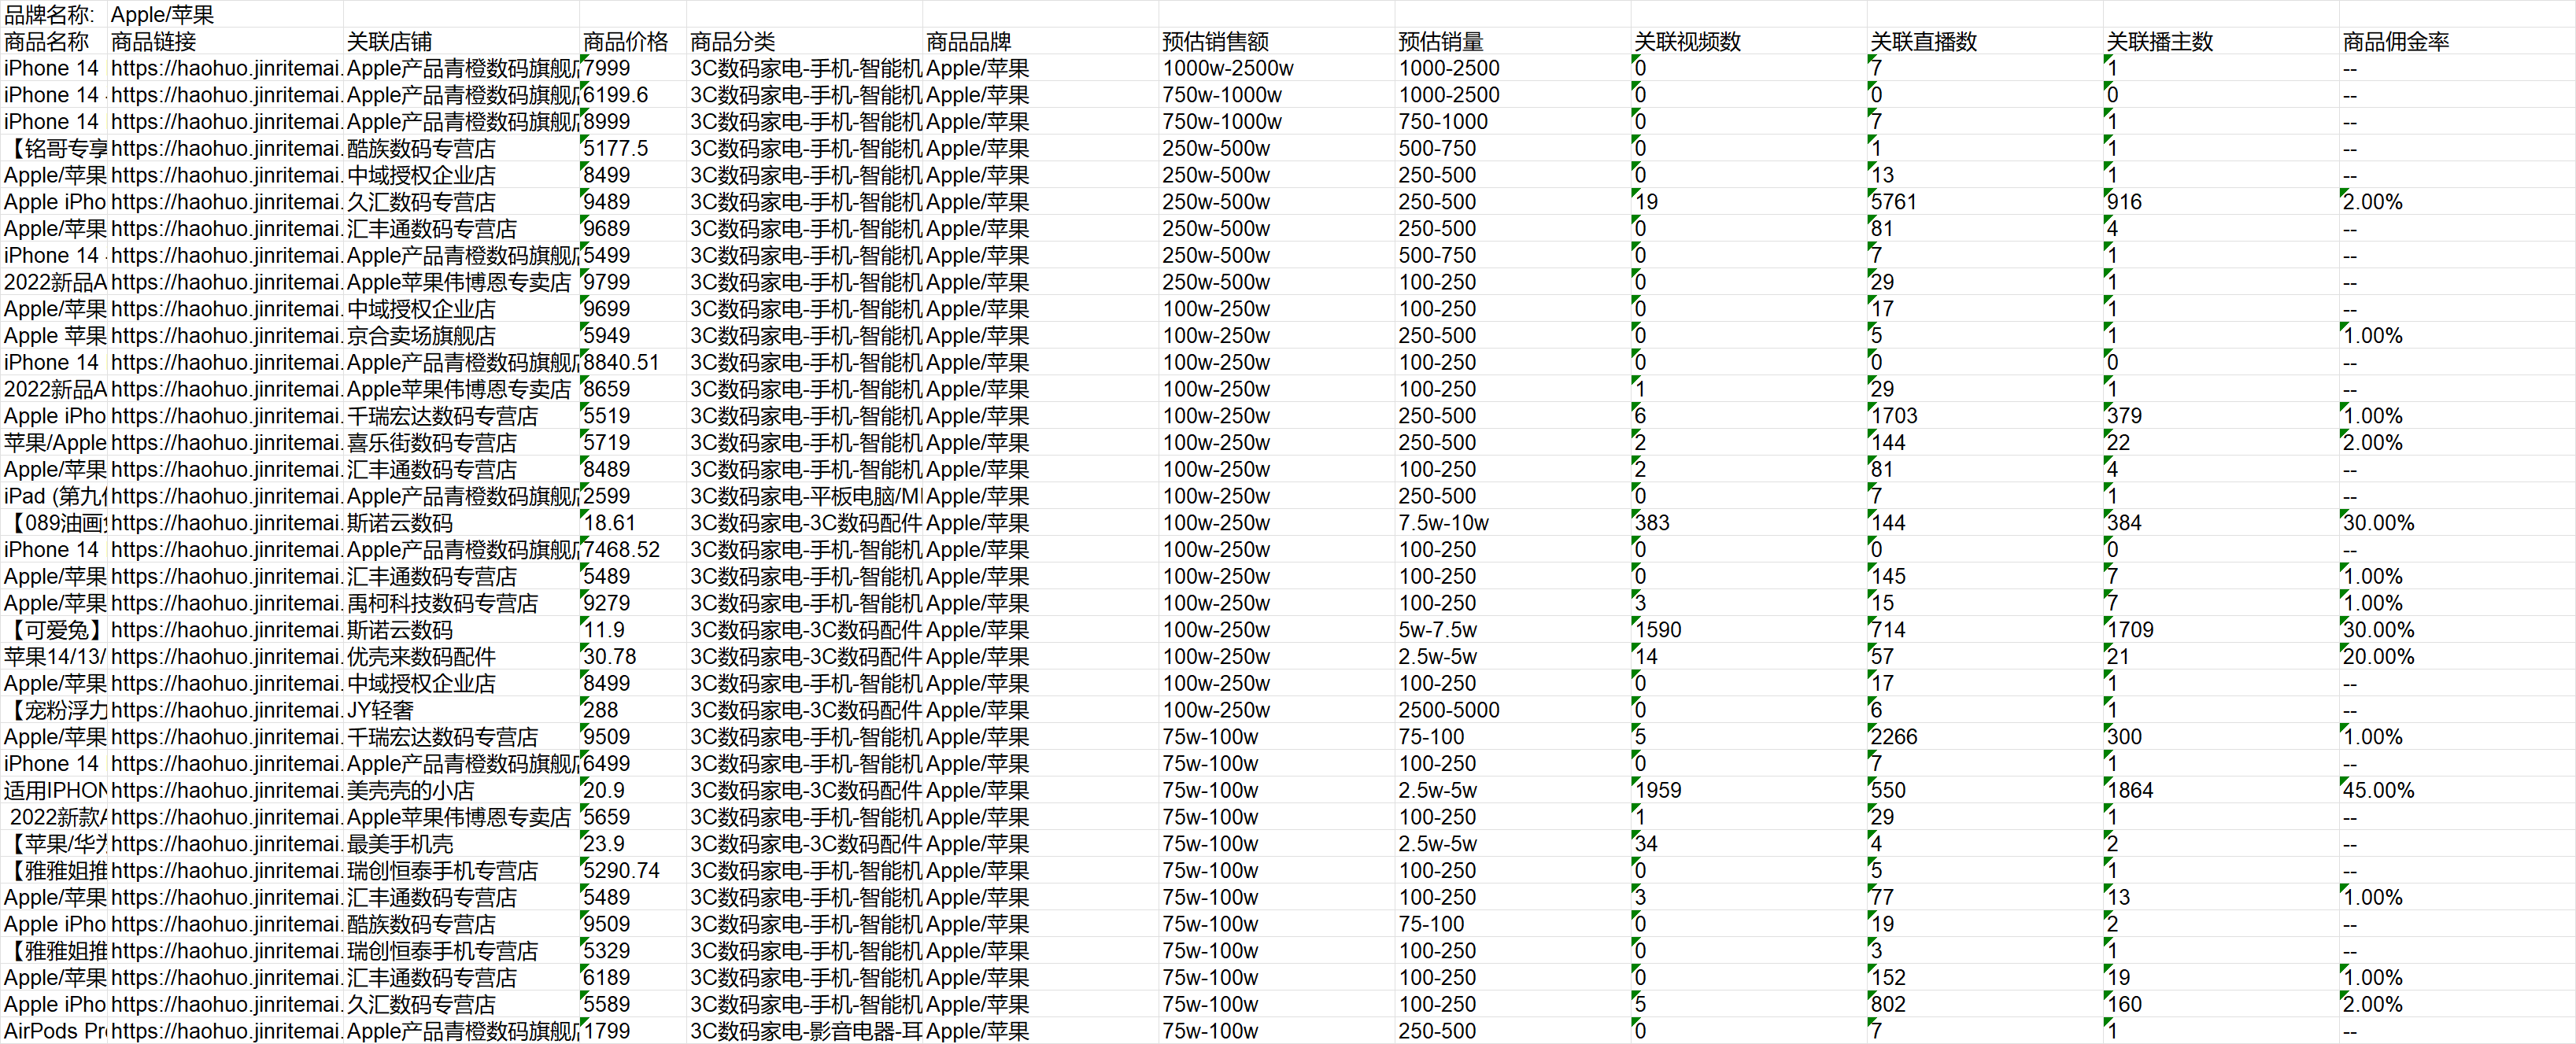 品牌名称: Apple/苹果
商品名称 商品链接 关联店铺 商品价格 商品分类 商品品牌 预估销售额 预估销量 关联视频数 关联直播数 关联播主数 商品佣金率
iPhone 14 https://haohuo.jinritemai. Apple产品青橙数码旗舰店 7999 3C数码家电-手机-智能机 Apple/苹果 1000w-2500w 1000-2500 0 7 1 --
iPhone 14 - https://haohuo.jinritemai. Apple产品青橙数码旗舰店 6199.6 3C数码家电-手机-智能机 Apple/苹果 750w-1000w 1000-2500 0 0 0 --
iPhone 14 https://haohuo.jinritemai. Apple产品青橙数码旗舰店 8999 3C数码家电-手机-智能机 Apple/苹果 750w-1000w 750-1000 0 7 1 --
【铭哥专享 https://haohuo.jinritemai. 酷族数码专营店 5177.5 3C数码家电-手机-智能机 Apple/苹果 250w-500w 500-750 0 1 1 --
Apple/苹果 https://haohuo.jinritemai. 中域授权企业店 8499 3C数码家电-手机-智能机 Apple/苹果 250w-500w 250-500 0 13 1 --
Apple iPho https://haohuo.jinritemai. 久汇数码专营店 9489 3C数码家电-手机-智能机 Apple/苹果 250w-500w 250-500 19 5761 916 2.00%
Apple/苹果 https://haohuo.jinritemai. 汇丰通数码专营店 9689 3C数码家电-手机-智能机 Apple/苹果 250w-500w 250-500 0 81 4 --
iPhone 14 - https://haohuo.jinritemai. Apple产品青橙数码旗舰店 5499 3C数码家电-手机-智能机 Apple/苹果 250w-500w 500-750 0 7 1 --
2022新品A https://haohuo.jinritemai. Apple苹果伟博恩专卖店 9799 3C数码家电-手机-智能机 Apple/苹果 250w-500w 100-250 0 29 1 --
Apple/苹果 https://haohuo.jinritemai. 中域授权企业店 9699 3C数码家电-手机-智能机 Apple/苹果 100w-250w 100-250 0 17 1 --
Apple 苹果 https://haohuo.jinritemai. 京合卖场旗舰店 5949 3C数码家电-手机-智能机 Apple/苹果 100w-250w 250-500 0 5 1 1.00%
iPhone 14 https://haohuo.jinritemai. Apple产品青橙数码旗舰店 8840.51 3C数码家电-手机-智能机 Apple/苹果 100w-250w 100-250 0 0 0 --
2022新品A https://haohuo.jinritemai. Apple苹果伟博恩专卖店 8659 3C数码家电-手机-智能机 Apple/苹果 100w-250w 100-250 1 29 1 --
Apple iPho https://haohuo.jinritemai. 千瑞宏达数码专营店 5519 3C数码家电-手机-智能机 Apple/苹果 100w-250w 250-500 6 1703 379 1.00%
苹果/Apple https://haohuo.jinritemai. 喜乐街数码专营店 5719 3C数码家电-手机-智能机 Apple/苹果 100w-250w 250-500 2 144 22 2.00%
Apple/苹果 https://haohuo.jinritemai. 汇丰通数码专营店 8489 3C数码家电-手机-智能机 Apple/苹果 100w-250w 100-250 2 81 4 --
iPad (第九代 https://haohuo.jinritemai. Apple产品青橙数码旗舰店 2599 3C数码家电-平板电脑/MI Apple/苹果 100w-250w 250-500 0 7 1 --
【089油画 https://haohuo.jinritemai. 斯诺云数码 18.61 3C数码家电-3C数码配件 Apple/苹果 100w-250w 7.5w-10w 383 144 384 30.00%
iPhone 14 https://haohuo.jinritemai. Apple产品青橙数码旗舰店 7468.52 3C数码家电-手机-智能机 Apple/苹果 100w-250w 100-250 0 0 0 --
Apple/苹果 https://haohuo.jinritemai. 汇丰通数码专营店 5489 3C数码家电-手机-智能机 Apple/苹果 100w-250w 100-250 0 145 7 1.00%
Apple/苹果 https://haohuo.jinritemai. 禹柯科技数码专营店 9279 3C数码家电-手机-智能机 Apple/苹果 100w-250w 100-250 3 15 7 1.00%
【可爱兔】 https://haohuo.jinritemai. 斯诺云数码 11.9 3C数码家电-3C数码配件 Apple/苹果 100w-250w 5w-7.5w 1590 714 1709 30.00%
苹果14/13/ https://haohuo.jinritemai. 优壳来数码配件 30.78 3C数码家电-3C数码配件 Apple/苹果 100w-250w 2.5w-5w 14 57 21 20.00%
Apple/苹果 https://haohuo.jinritemai. 中域授权企业店 8499 3C数码家电-手机-智能机 Apple/苹果 100w-250w 100-250 0 17 1 --
【宠粉浮力 https://haohuo.jinritemai. JY轻奢 288 3C数码家电-3C数码配件 Apple/苹果 100w-250w 2500-5000 0 6 1 --
Apple/苹果 https://haohuo.jinritemai. 千瑞宏达数码专营店 9509 3C数码家电-手机-智能机 Apple/苹果 75w-100w 75-100 5 2266 300 1.00%
iPhone 14 https://haohuo.jinritemai. Apple产品青橙数码旗舰店 6499 3C数码家电-手机-智能机 Apple/苹果 75w-100w 100-250 0 7 1 --
适用IPHON https://haohuo.jinritemai. 美壳壳的小店 20.9 3C数码家电-3C数码配件 Apple/苹果 75w-100w 2.5w-5w 1959 550 1864 45.00%
2022新款A https://haohuo.jinritemai. Apple苹果伟博恩专卖店 5659 3C数码家电-手机-智能机 Apple/苹果 75w-100w 100-250 1 29 1 --
【苹果/华为 https://haohuo.jinritemai. 最美手机壳 23.9 3C数码家电-3C数码配件 Apple/苹果 75w-100w 2.5w-5w 34 4 2 --
【雅雅姐推 https://haohuo.jinritemai. 瑞创恒泰手机专营店 5290.74 3C数码家电-手机-智能机 Apple/苹果 75w-100w 100-250 0 5 1 --
Apple/苹果 https://haohuo.jinritemai. 汇丰通数码专营店 5489 3C数码家电-手机-智能机 Apple/苹果 75w-100w 100-250 3 77 13 1.00%
Apple iPho https://haohuo.jinritemai. 酷族数码专营店 9509 3C数码家电-手机-智能机 Apple/苹果 75w-100w 75-100 0 19 2 --
【雅雅姐推 https://haohuo.jinritemai. 瑞创恒泰手机专营店 5329 3C数码家电-手机-智能机 Apple/苹果 75w-100w 100-250 0 3 1 --
Apple/苹果 https://haohuo.jinritemai. 汇丰通数码专营店 6189 3C数码家电-手机-智能机 Apple/苹果 75w-100w 100-250 0 152 19 1.00%
Apple iPho https://haohuo.jinritemai. 久汇数码专营店 5589 3C数码家电-手机-智能机 Apple/苹果 75w-100w 100-250 5 802 160 2.00%
AirPods Pro https://haohuo.jinritemai. Apple产品青橙数码旗舰店 1799 3C数码家电-影音电器-耳 Apple/苹果 75w-100w 250-500 0 7 1 --